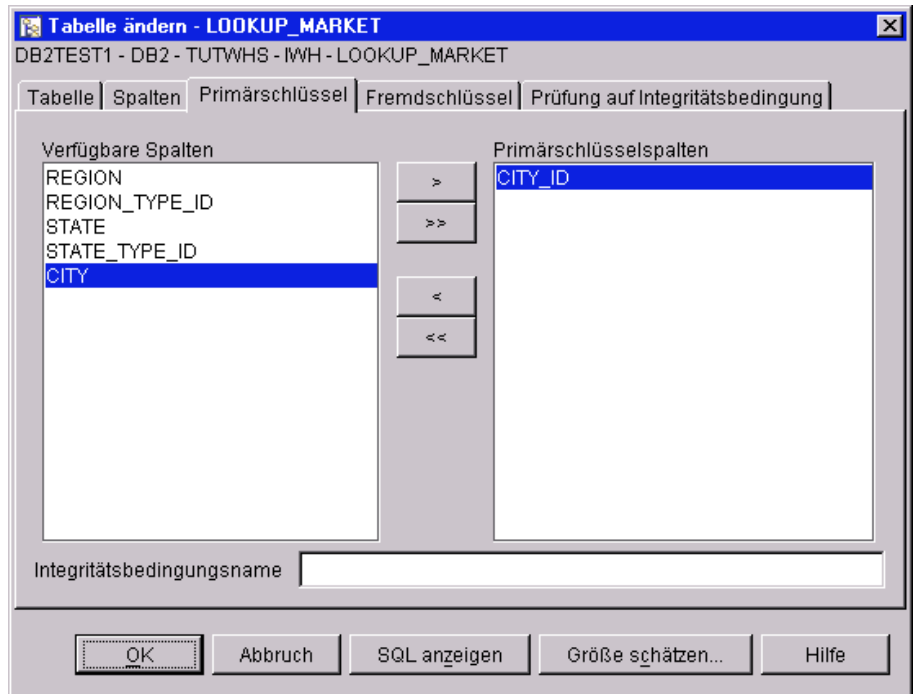 Tabelle ändern - LOOKUP_MARKET
DB2TEST1 - DB2 - TUTWHS - IWH - LOOKUP_MARKET
Tabelle Spalten Primärschlüssel Fremdschlüssel Prüfung auf Integritätsbedingung
Verfügbare Spalten
REGION
REGION_TYPE_ID
STATE
STATE_TYPE_ID
CITY
>
>>
<
<<
Primärschlüsselspalten
CITY_ID
Integritätsbedingungsname
OK Abbruch SQL anzeigen Größe schätzen... Hilfe